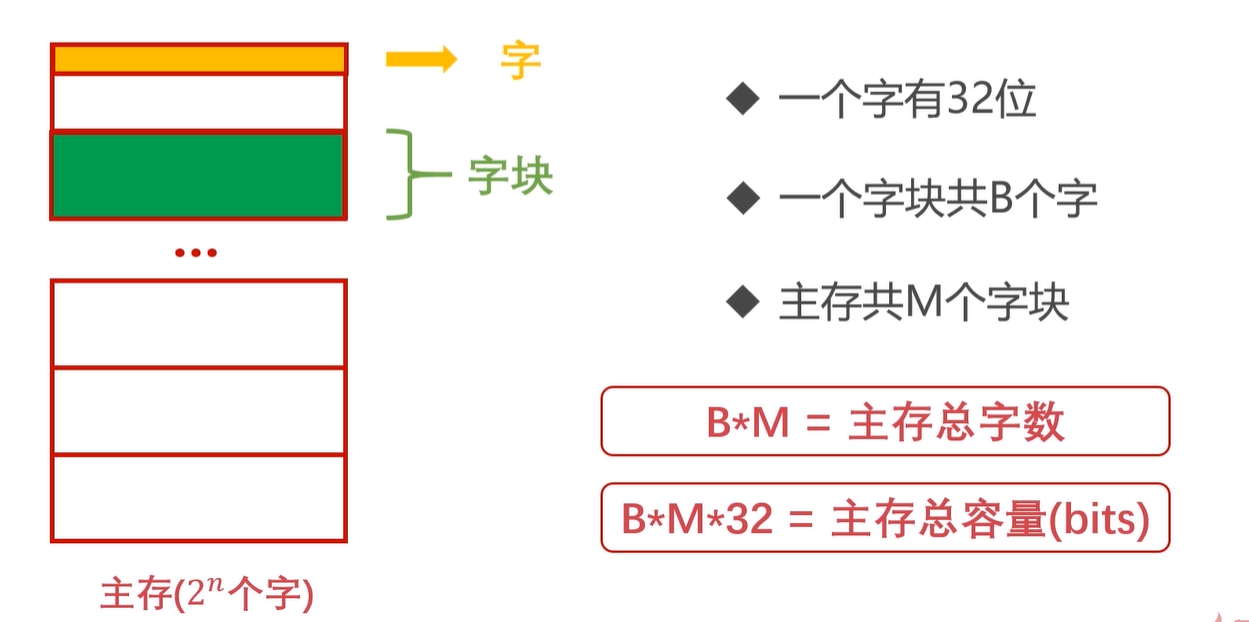 字
字块
...
主存(2^n个字)
◆ 一个字有32位
◆ 一个字块共B个字
◆ 主存共M个字块
B*M = 主存总字数
B*M*32 = 主存总容量(bits)